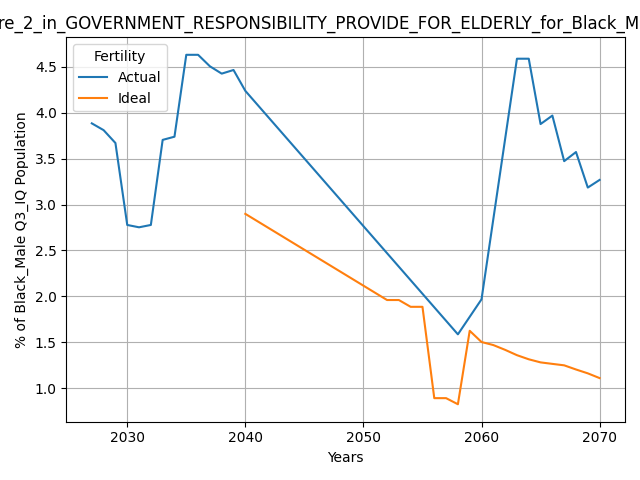 re_2_in_GOVERNMENT_RESPONSIBILITY_PROVIDE_FOR_ELDERLY_for_Black_M
Fertility
Actual
Ideal
% of Black_Male Q3_IQ Population
4.5
4.0
3.5
3.0
2.5
2.0
1.5
1.0
2030 2040 2050 2060 2070
Years